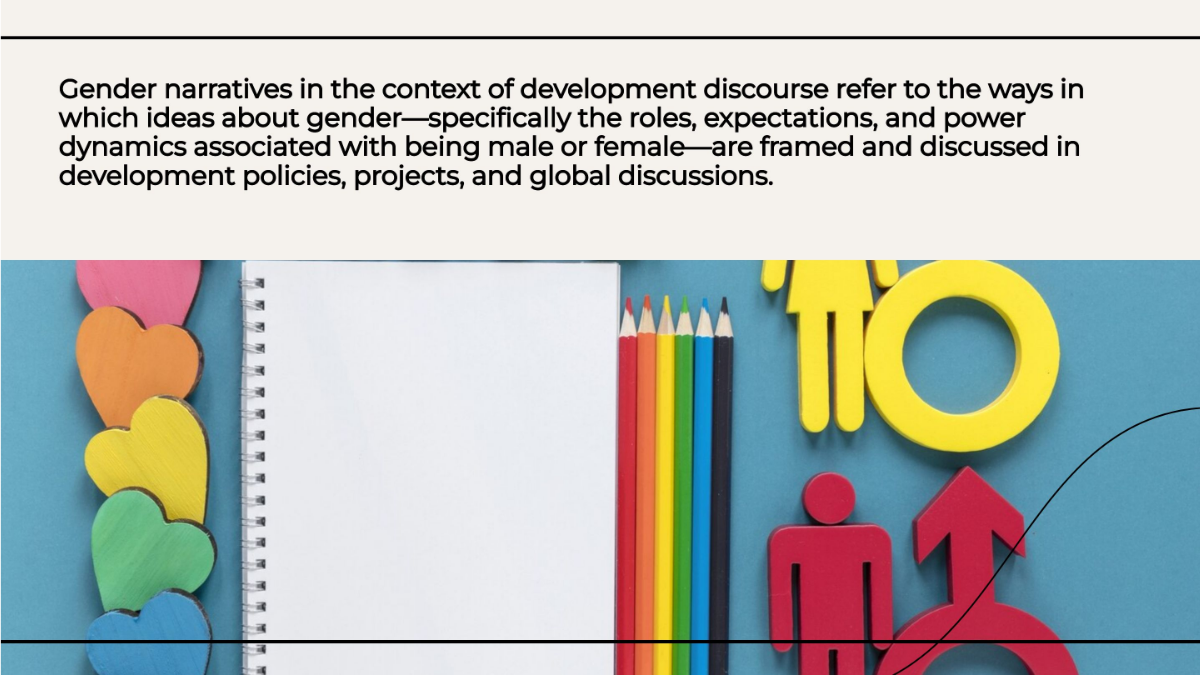 Gender narratives in the context of development discourse refer to the ways in
which ideas about gender—specifically the roles, expectations, and power
dynamics associated with being male or female—are framed and discussed in
development policies, projects, and global discussions.